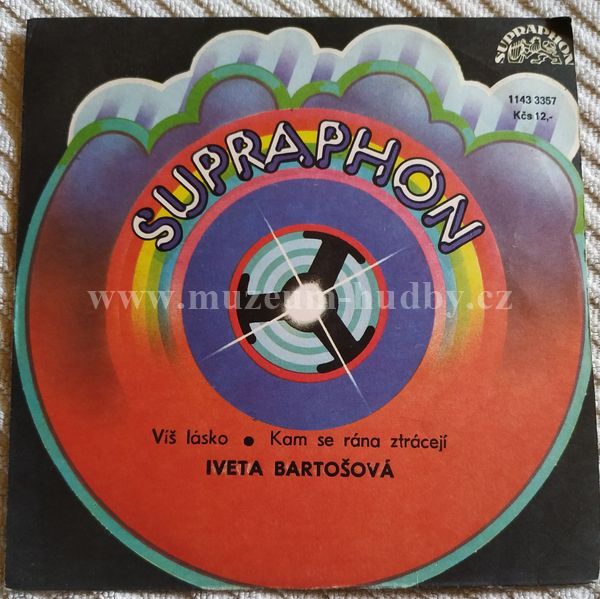 SUPRAPHON
1143 3357
Kčs 12,-
SUPRAPHON
www.muzeum-hudby.cz
Víš lásko • Kam se rána ztrácejí
IVETA BARTOŠOVÁ